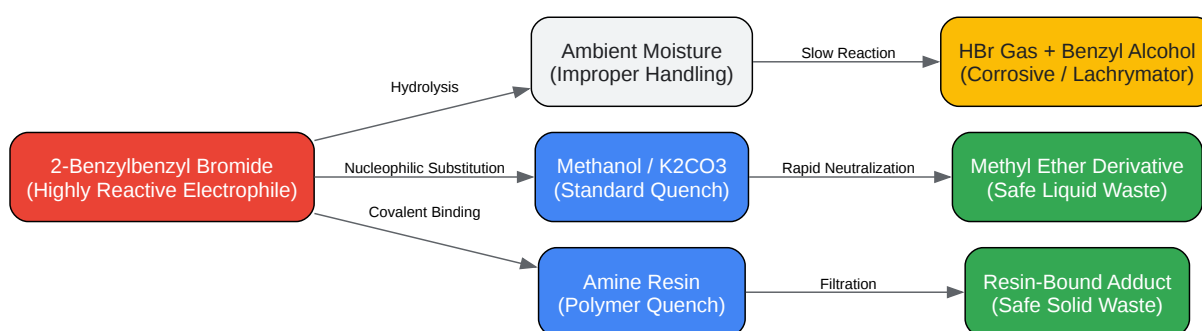 Ambient Moisture
(Improper Handling)
Slow Reaction
HBr Gas + Benzyl Alcohol
(Corrosive / Lachrymator)
Hydrolysis
2-Benzylbenzyl Bromide
(Highly Reactive Electrophile)
Nucleophilic Substitution
Methanol / K2CO3
(Standard Quench)
Rapid Neutralization
Methyl Ether Derivative
(Safe Liquid Waste)
Covalent Binding
Amine Resin
(Polymer Quench)
Filtration
Resin-Bound Adduct
(Safe Solid Waste)